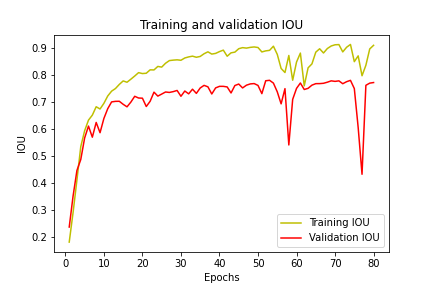 Training and validation IOU
IOU
0.9
0.8
0.7
0.6
0.5
0.4
0.3
0.2
0 10 20 30 40 50 60 70 80
Epochs
Training IOU
Validation IOU